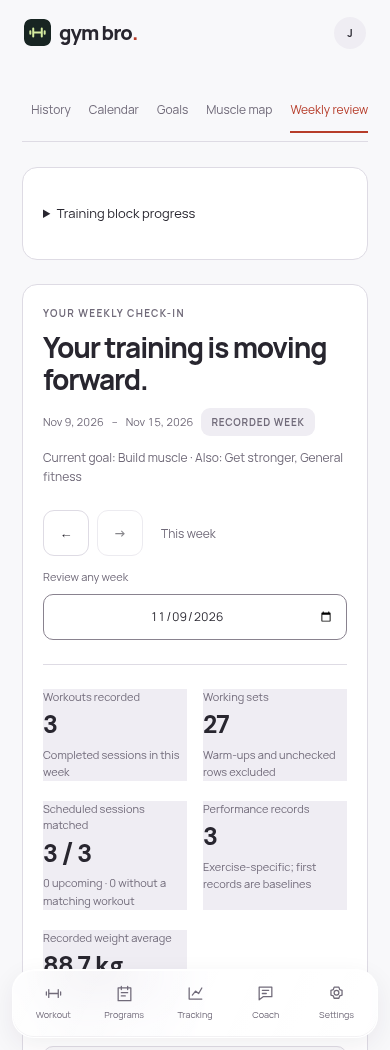 gym bro.
J
History Calendar Goals Muscle map Weekly review
Training block progress
YOUR WEEKLY CHECK-IN
Your training is moving
forward.
Nov 9, 2026 – Nov 15, 2026 RECORDED WEEK
Current goal: Build muscle · Also: Get stronger, General
fitness
← → This week
Review any week
11/09/2026
Workouts recorded
3
Completed sessions in this
week
Working sets
27
Warm-ups and unchecked
rows excluded
Scheduled sessions
matched
3 / 3
0 upcoming · 0 without a
matching workout
Performance records
3
Exercise-specific; first
records are baselines
Recorded weight average
88.7 kg
Workout Programs Tracking Coach Settings